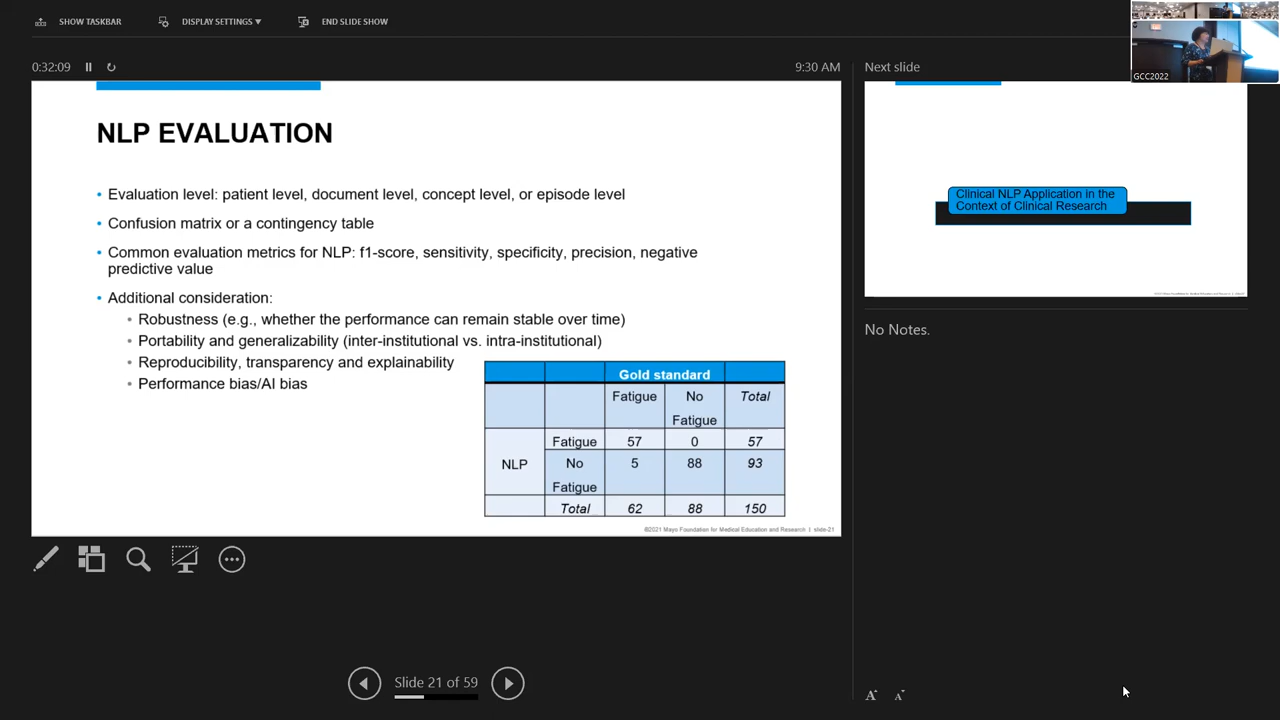 SHOW TASKBAR
DISPLAY SETTINGS ▼
END SLIDE SHOW
0:32:09
9:30 AM
Next slide
GCC2022
NLP EVALUATION
• Evaluation level: patient level, document level, concept level, or episode level
• Confusion matrix or a contingency table
• Common evaluation metrics for NLP: f1-score, sensitivity, specificity, precision, negative
predictive value
• Additional consideration:
• Robustness (e.g., whether the performance can remain stable over time)
• Portability and generalizability (inter-institutional vs. intra-institutional)
• Reproducibility, transparency and explainability
• Performance bias/AI bias
Gold standard
Fatigue No Fatigue Total
NLP Fatigue 57 0 57
No Fatigue 5 88 93
Total 62 88 150
©2021 Mayo Foundation for Medical Education and Research | slide-21
Clinical NLP Application in the
Context of Clinical Research
No Notes.
Slide 21 of 59
A A